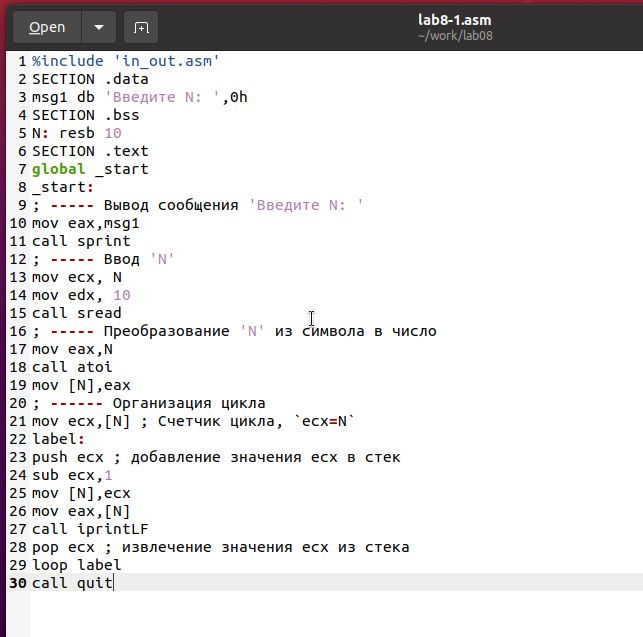 Open
lab8-1.asm
~/work/lab08
1 %include 'in_out.asm'
2 SECTION .data
3 msg1 db 'Введите N: ',0h
4 SECTION .bss
5 N: resb 10
6 SECTION .text
7 global _start
8 _start:
9 ; ----- Вывод сообщения 'Введите N: '
10 mov eax,msg1
11 call sprint
12 ; ----- Ввод 'N'
13 mov ecx, N
14 mov edx, 10
15 call sread
16 ; ----- Преобразование 'N' из символа в число
17 mov eax,N
18 call atoi
19 mov [N],eax
20 ; ------ Организация цикла
21 mov ecx,[N] ; Счетчик цикла, `ecx=N`
22 label:
23 push ecx ; добавление значения ecx в стек
24 sub ecx,1
25 mov [N],ecx
26 mov eax,[N]
27 call iprintLF
28 pop ecx ; извлечение значения ecx из стека
29 loop label
30 call quit